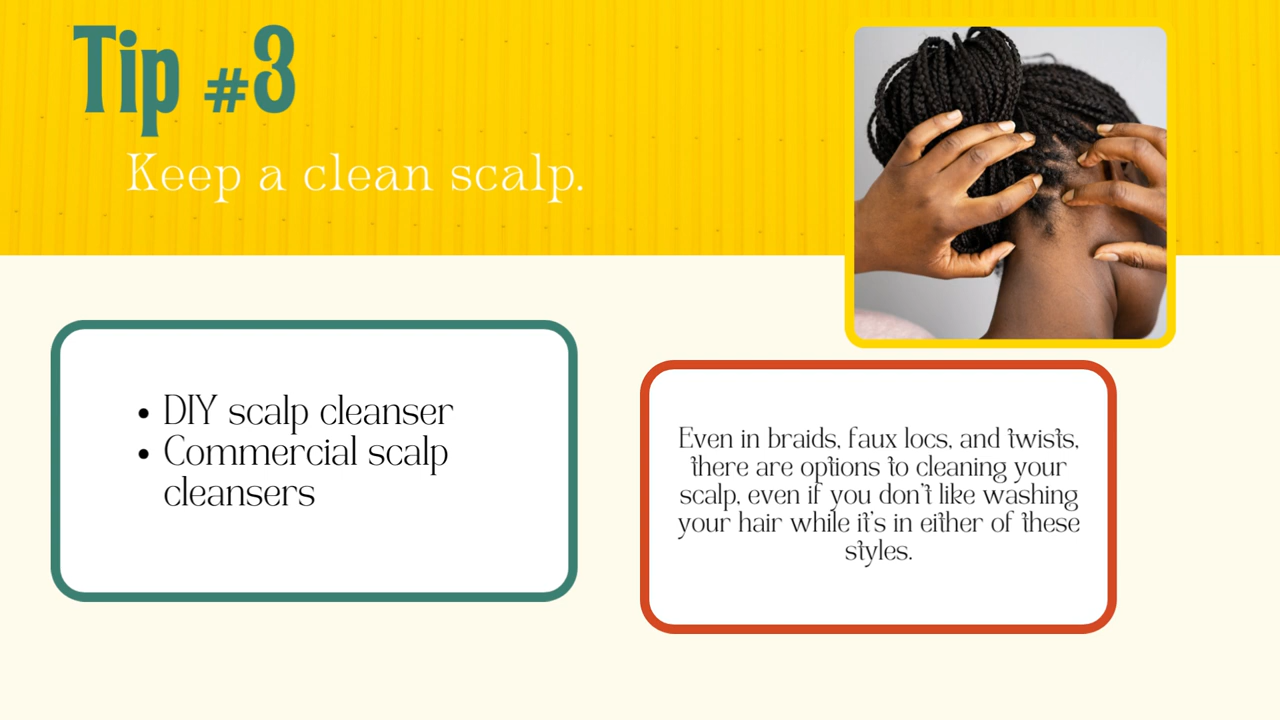 Tip #3
Keep a clean scalp.
• DIY scalp cleanser
• Commercial scalp
cleansers
Even in braids, faux locs, and twists,
there are options to cleaning your
scalp, even if you don't like washing
your hair while it's in either of these
styles.